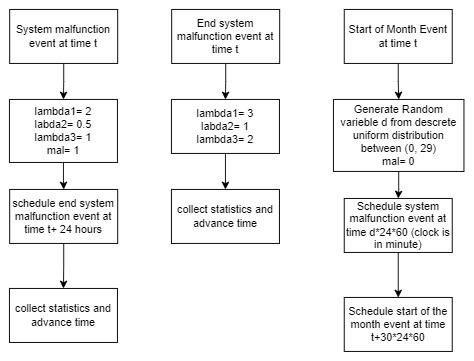 System malfunction
event at time t
lambda1= 2
labda2= 0.5
lambda3= 1
mal= 1
schedule end system
malfunction event at
time t+ 24 hours
collect statistics and
advance time
End system
malfunction event at
time t
lambda1= 3
labda2= 1
lambda3= 2
collect statistics and
advance time
Start of Month Event
at time t
Generate Random
variable d from descrete
uniform distribution
between (0, 29)
mal= 0
Schedule system
malfunction event at
time d*24*60 (clock is
in minute)
Schedule start of the
month event at time
t+30*24*60